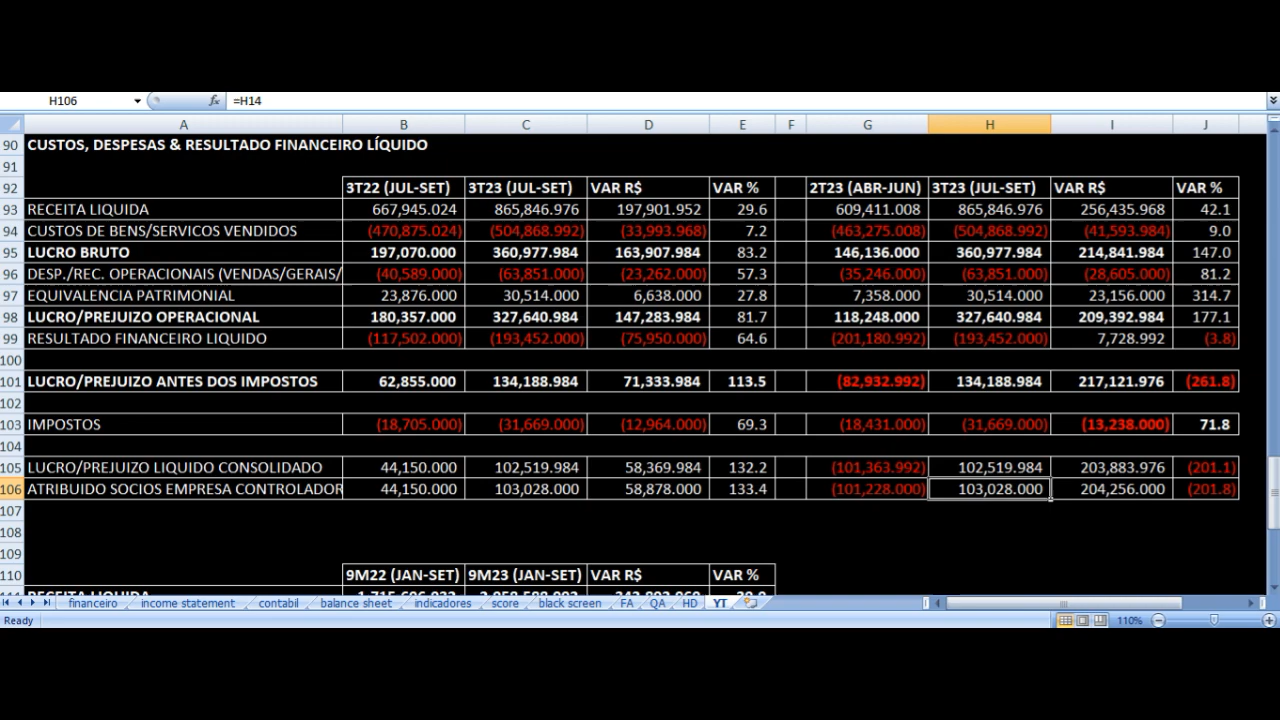 H106 fx =H14
A B C D E F G H I J
90 CUSTOS, DESPESAS & RESULTADO FINANCEIRO LÍQUIDO
91
92 3T22 (JUL-SET) 3T23 (JUL-SET) VAR R$ VAR % 2T23 (ABR-JUN) 3T23 (JUL-SET) VAR R$ VAR %
93 RECEITA LIQUIDA 667,945.024 865,846.976 197,901.952 29.6 609,411.008 865,846.976 256,435.968 42.1
94 CUSTOS DE BENS/SERVICOS VENDIDOS (470,875.024) (504,868.992) (33,993.968) 7.2 (463,275.008) (504,868.992) (41,593.984) 9.0
95 LUCRO BRUTO 197,070.000 360,977.984 163,907.984 83.2 146,136.000 360,977.984 214,841.984 147.0
96 DESP./REC. OPERACIONAIS (VENDAS/GERAIS/ (40,589.000) (63,851.000) (23,262.000) 57.3 (35,246.000) (63,851.000) (28,605.000) 81.2
97 EQUIVALENCIA PATRIMONIAL 23,876.000 30,514.000 6,638.000 27.8 7,358.000 30,514.000 23,156.000 314.7
98 LUCRO/PREJUIZO OPERACIONAL 180,357.000 327,640.984 147,283.984 81.7 118,248.000 327,640.984 209,392.984 177.1
99 RESULTADO FINANCEIRO LIQUIDO (117,502.000) (193,452.000) (75,950.000) 64.6 (201,180.992) (193,452.000) 7,728.992 (3.8)
100
101 LUCRO/PREJUIZO ANTES DOS IMPOSTOS 62,855.000 134,188.984 71,333.984 113.5 (82,932.992) 134,188.984 217,121.976 (261.8)
102
103 IMPOSTOS (18,705.000) (31,669.000) (12,964.000) 69.3 (18,431.000) (31,669.000) (13,238.000) 71.8
104
105 LUCRO/PREJUIZO LIQUIDO CONSOLIDADO 44,150.000 102,519.984 58,369.984 132.2 (101,363.992) 102,519.984 203,883.976 (201.1)
106 ATRIBUIDO SOCIOS EMPRESA CONTROLADOR 44,150.000 103,028.000 58,878.000 133.4 (101,228.000) 103,028.000 204,256.000 (201.8)
107
108
109
110 9M22 (JAN-SET) 9M23 (JAN-SET) VAR R$ VAR %
financeiro income statement contabil balance sheet indicadores score black screen FA QA HD YT
Ready 110%